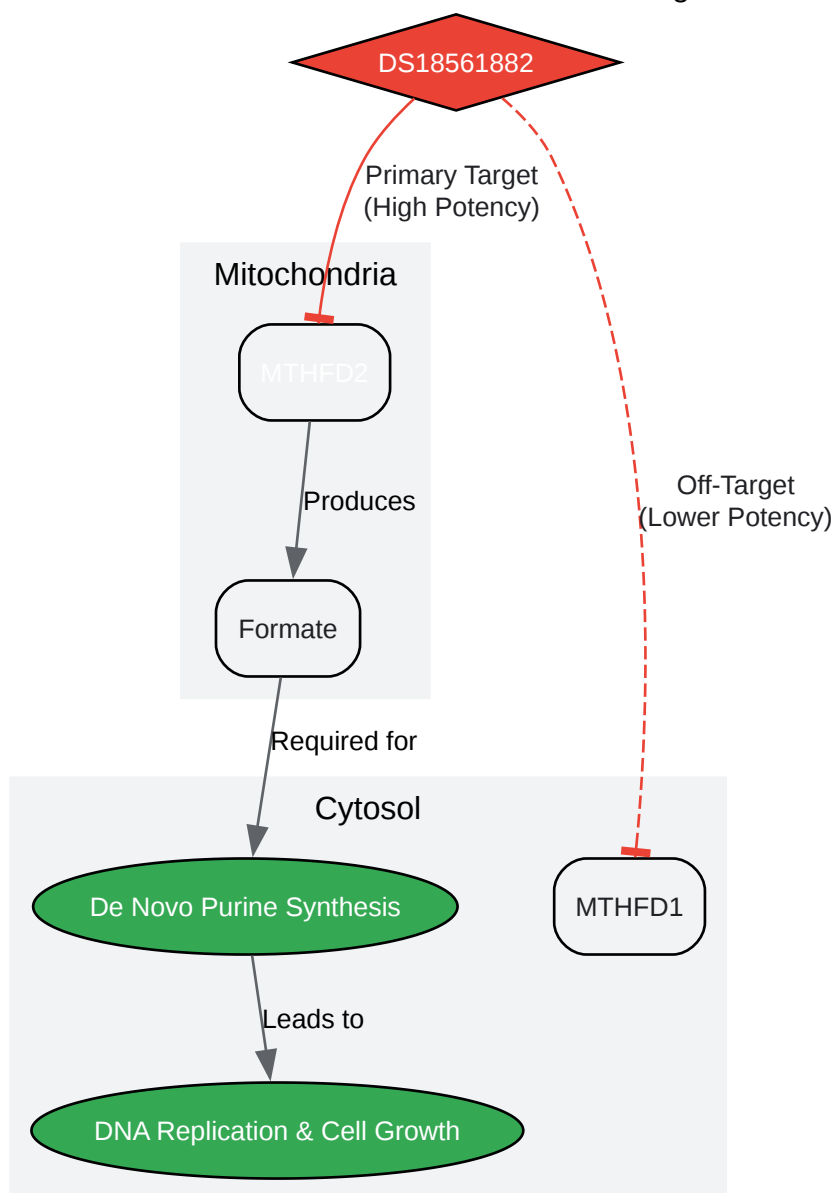 DS18561882
Primary Target
(High Potency)
Mitochondria
MTHFD2
Produces
Off-Target
(Lower Potency)
Formate
Required for
Cytosol
De Novo Purine Synthesis
MTHFD1
Leads to
DNA Replication & Cell Growth